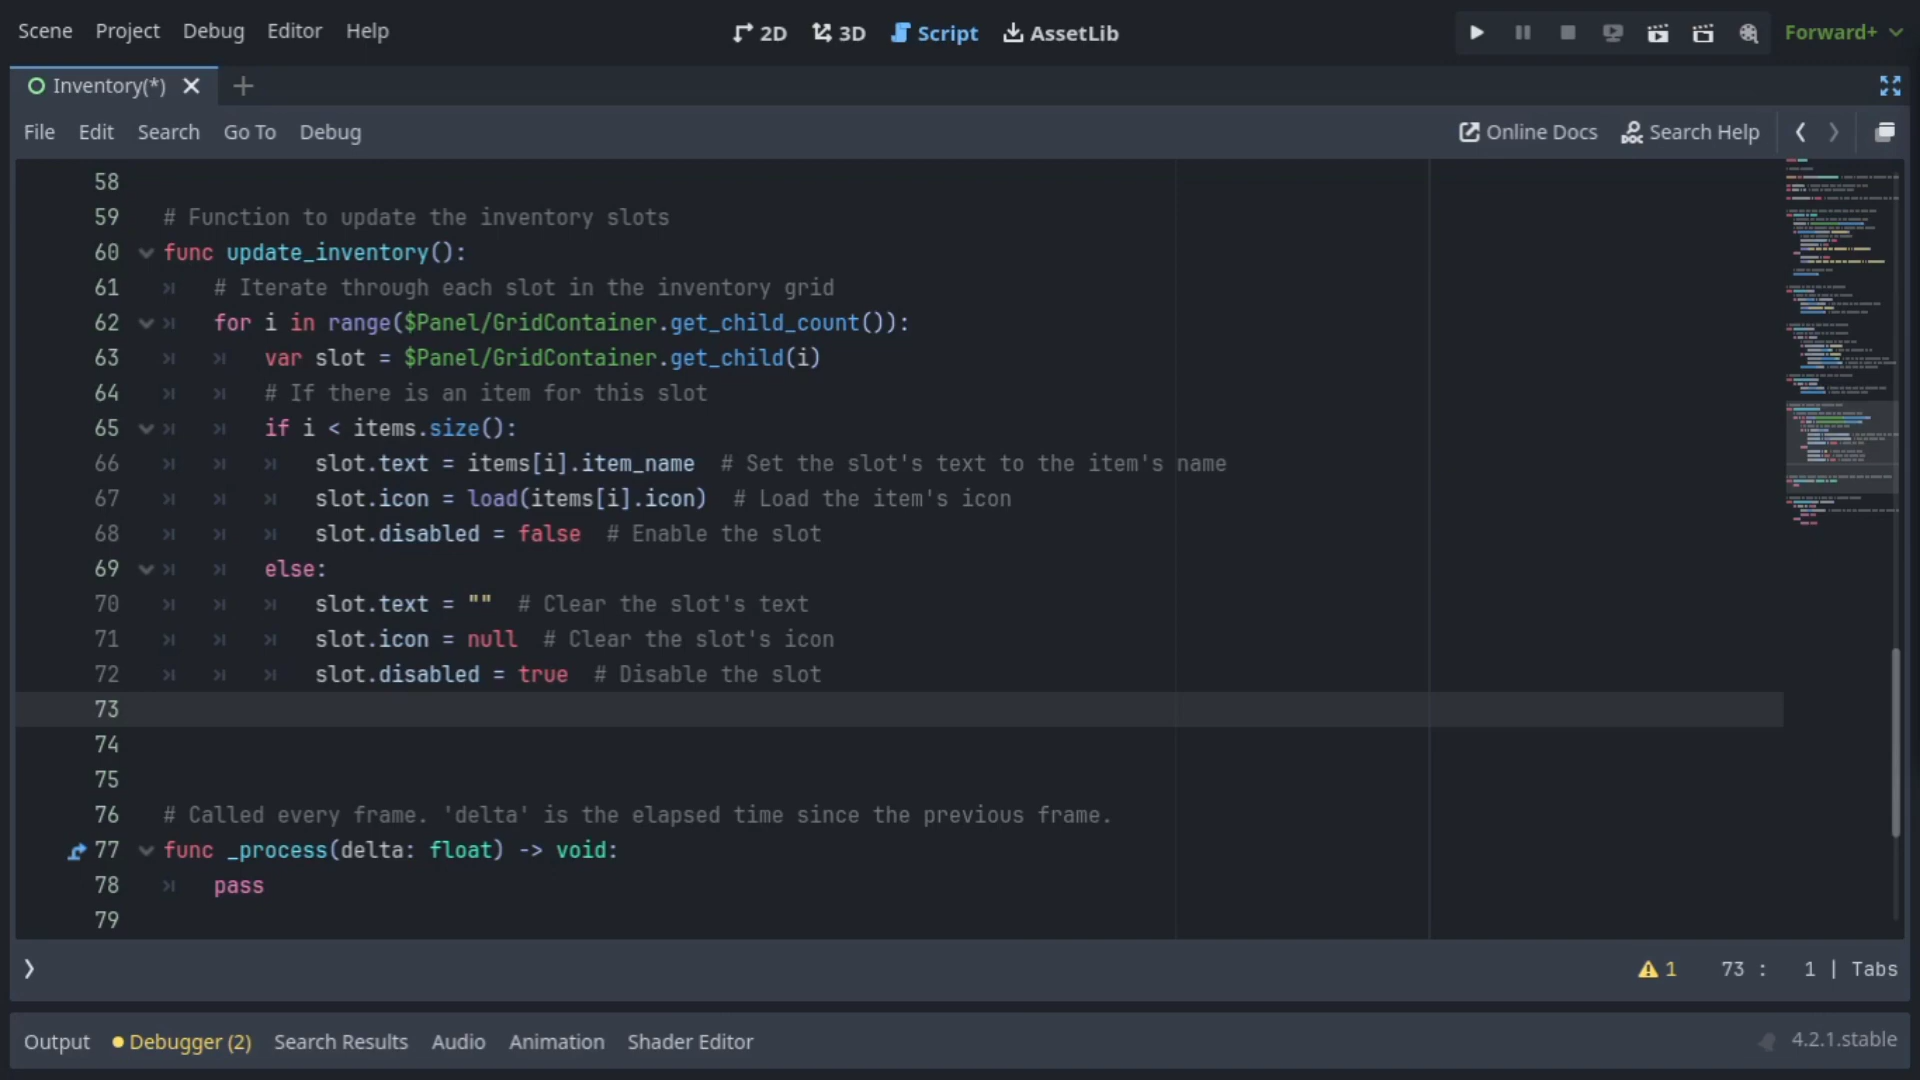 Scene Project Debug Editor Help 2D 3D Script AssetLib Forward+
Inventory(*)
File Edit Search Go To Debug Online Docs Search Help
58
59 # Function to update the inventory slots
60 func update_inventory():
61 # Iterate through each slot in the inventory grid
62 for i in range($Panel/GridContainer.get_child_count()):
63 var slot = $Panel/GridContainer.get_child(i)
64 # If there is an item for this slot
65 if i < items.size():
66 slot.text = items[i].item_name  # Set the slot's text to the item's name
67 slot.icon = load(items[i].icon)  # Load the item's icon
68 slot.disabled = false  # Enable the slot
69 else:
70 slot.text = ""  # Clear the slot's text
71 slot.icon = null  # Clear the slot's icon
72 slot.disabled = true  # Disable the slot
73
74
75
76 # Called every frame. 'delta' is the elapsed time since the previous frame.
77 func _process(delta: float) -> void:
78 pass
79
1 73 : 1 | Tabs
Output Debugger (2) Search Results Audio Animation Shader Editor 4.2.1.stable